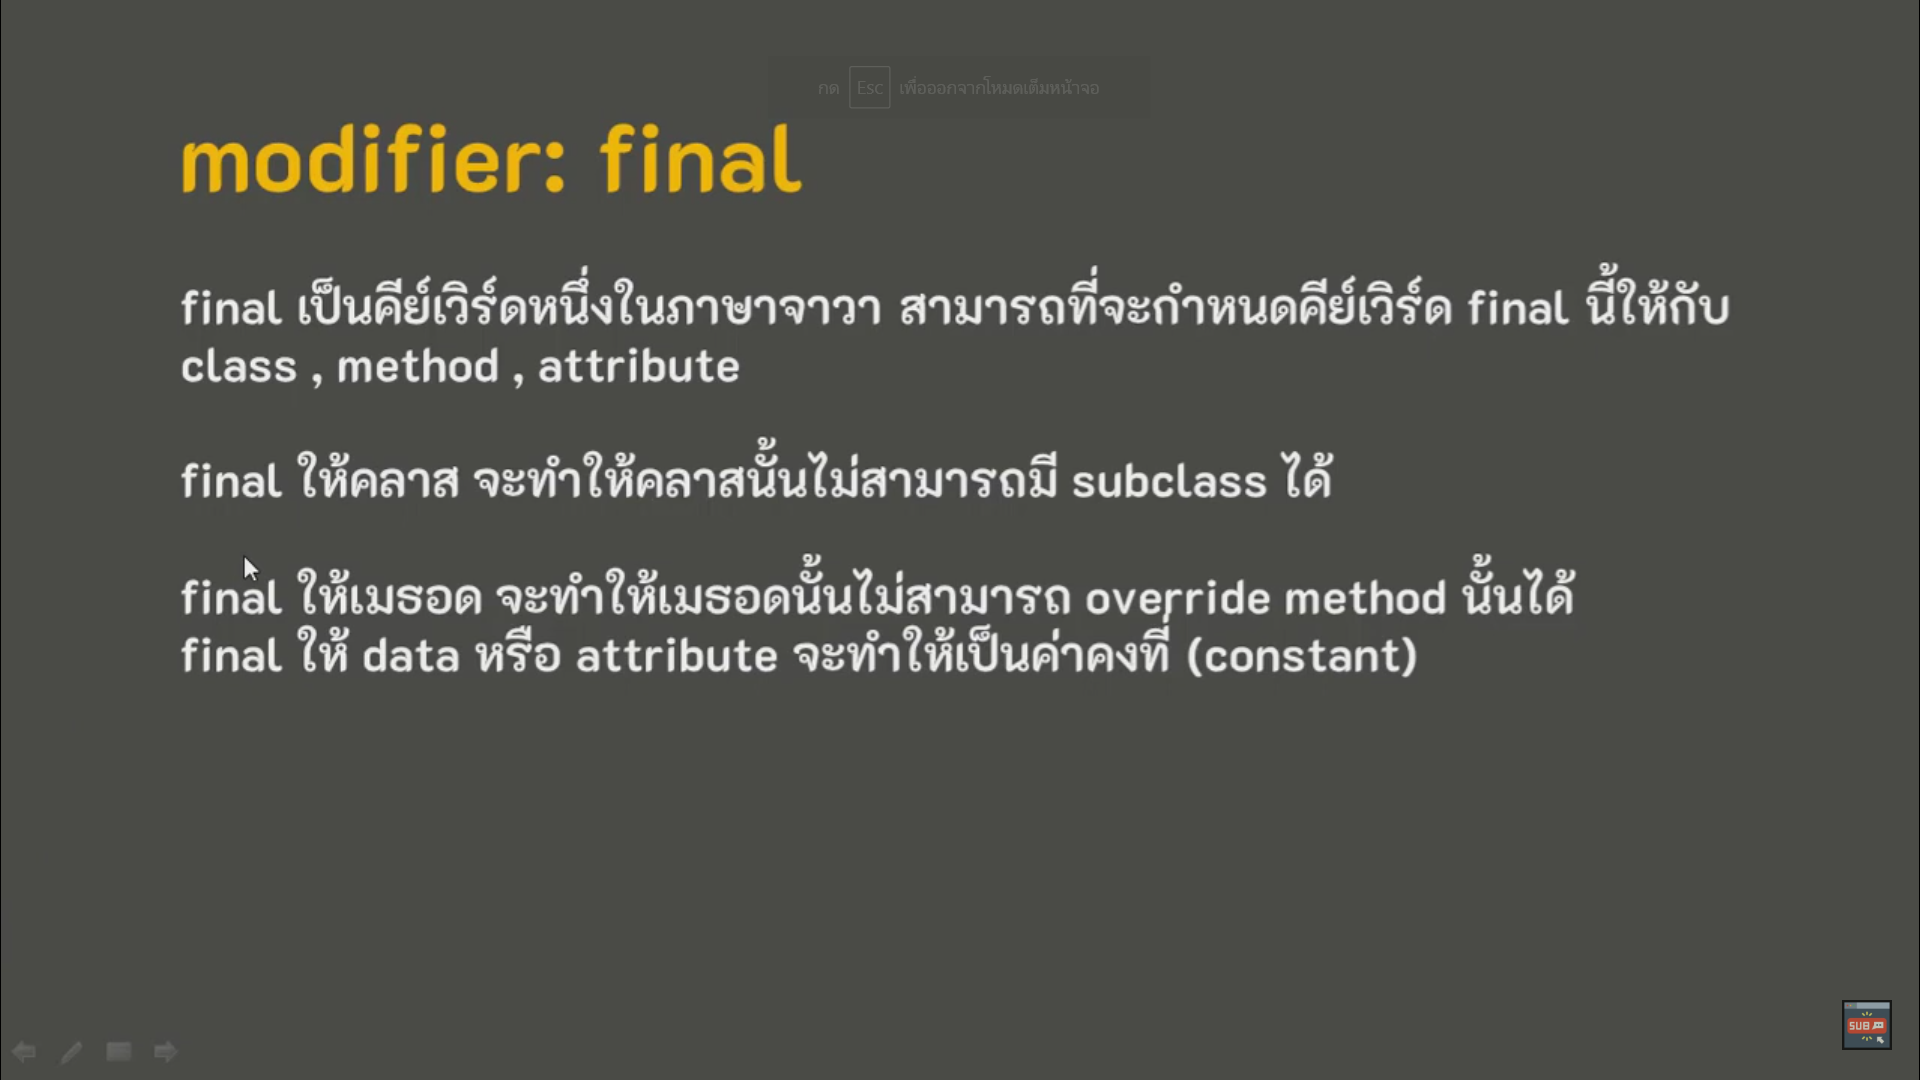 กด Esc เพื่อออกจากโหมดเต็มหน้าจอ
modifier: final
final เป็นคีย์เวิร์ดหนึ่งในภาษาจาวา สามารถที่จะกำหนดคีย์เวิร์ด final นี้ให้กับ
class , method , attribute
final ให้คลาส จะทำให้คลาสนั้นไม่สามารถมี subclass ได้
final ให้เมธอด จะทำให้เมธอดนั้นไม่สามารถ override method นั้นได้
final ให้ data หรือ attribute จะทำให้เป็นค่าคงที่ (constant)
SUB